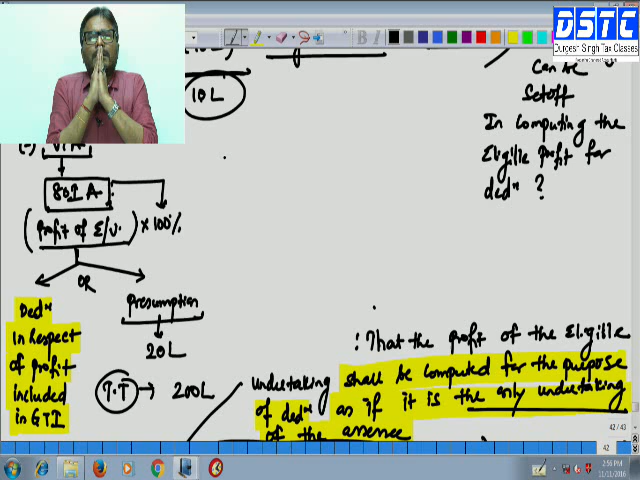 DSTC
Durgesh Singh Tax Classes
10L
can be
setoff
In computing the
Eligible profit for
dedⁿ ?
80I A
(profit of E/U.) × 100%
OR
Dedⁿ
in respect
of profit
included
in GTI
presumption
20L
T.T → 200L
: That the profit of the Eligible
undertaking shall be computed for the purpose
of dedⁿ as if it is the only undertaking
of the assessee
B I
42 / 43
42
2:56 PM
11/11/2016